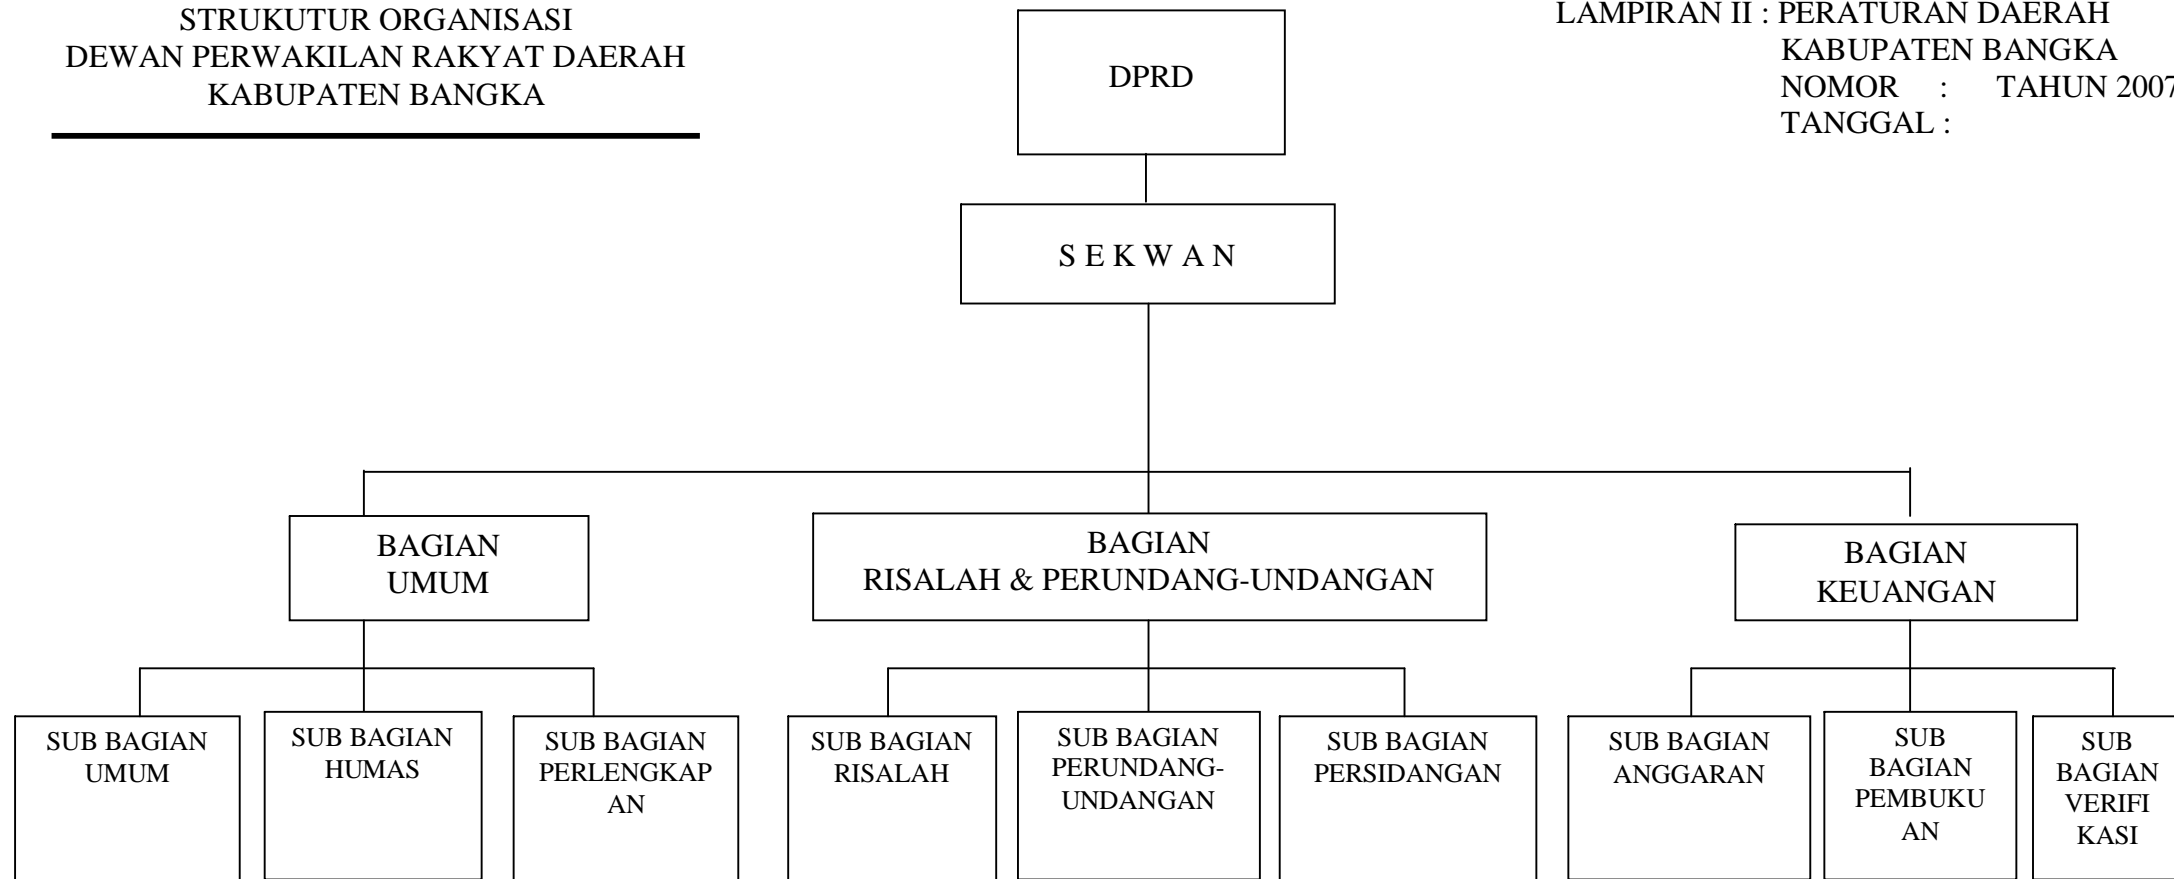 STRUKUTUR ORGANISASI
DEWAN PERWAKILAN RAKYAT DAERAH
KABUPATEN BANGKA
LAMPIRAN II : PERATURAN DAERAH
KABUPATEN BANGKA
NOMOR : TAHUN 2007
TANGGAL :
DPRD
S E K W A N
BAGIAN
UMUM
BAGIAN
RISALAH & PERUNDANG-UNDANGAN
BAGIAN
KEUANGAN
SUB BAGIAN
UMUM
SUB BAGIAN
HUMAS
SUB BAGIAN
PERLENGKAP
AN
SUB BAGIAN
RISALAH
SUB BAGIAN
PERUNDANG-
UNDANGAN
SUB BAGIAN
PERSIDANGAN
SUB BAGIAN
ANGGARAN
SUB
BAGIAN
PEMBUKU
AN
SUB
BAGIAN
VERIFI
KASI